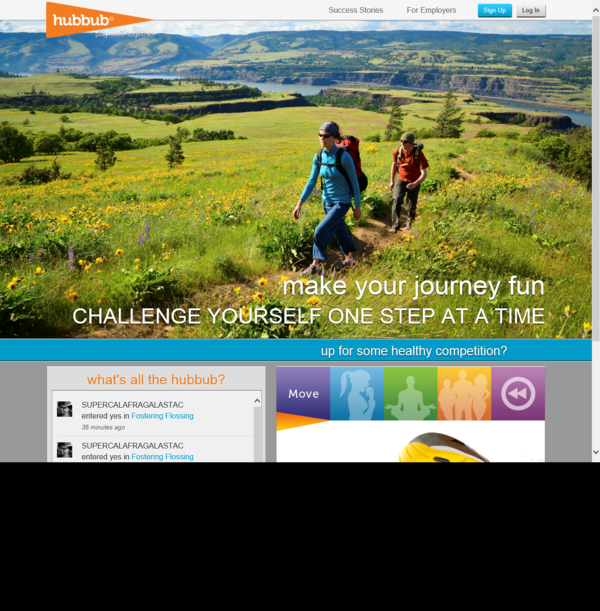 hubbub®
Success Stories
For Employers
Sign Up
Log In
make your journey fun
CHALLENGE YOURSELF ONE STEP AT A TIME
up for some healthy competition?
what's all the hubbub?
Move
SUPERCALAFRAGALASTAC
entered yes in Fostering Flossing
36 minutes ago
SUPERCALAFRAGALASTAC
entered yes in Fostering Flossing